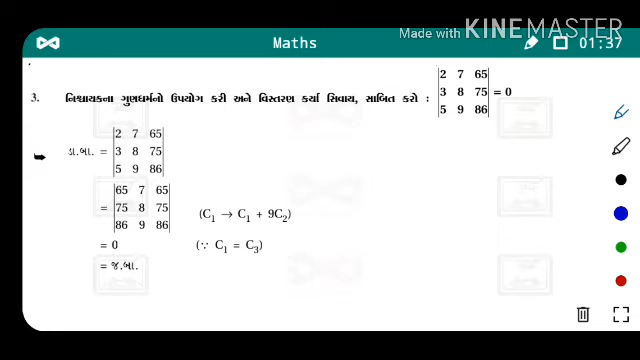 Made with KINEMASTER
Maths
01:37
3. નિશ્ચાયકના ગુણધર્મનો ઉપયોગ કરી અને વિસ્તરણ કર્યા સિવાય, સાબિત કરો : |2 7 65|
|3 8 75| = 0
|5 9 86|
➥ ડા.બા. = |2 7 65|
|3 8 75|
|5 9 86|
= |65 7 65|
|75 8 75| (C₁ → C₁ + 9C₂)
|86 9 86|
= 0 (∵ C₁ = C₃)
= જ.બા.